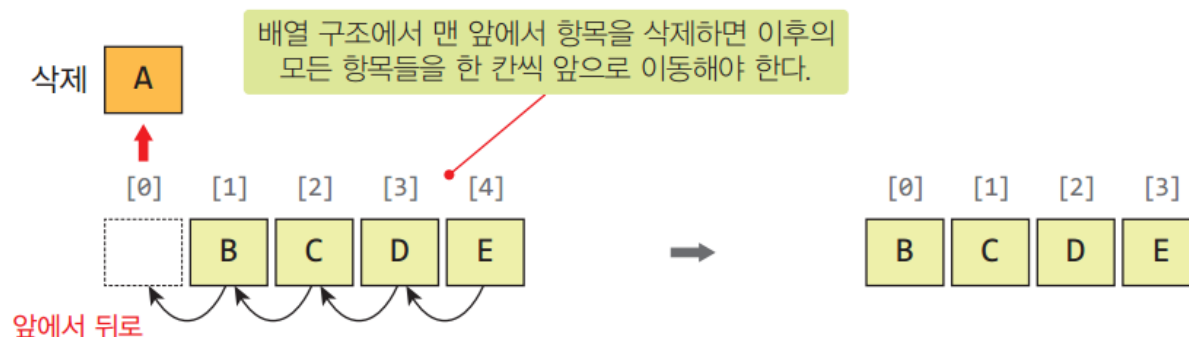 배열 구조에서 맨 앞에서 항목을 삭제하면 이후의
모든 항목들을 한 칸씩 앞으로 이동해야 한다.
삭제 A
[0] [1] [2] [3] [4]
B C D E
앞에서 뒤로
[0] [1] [2] [3]
B C D E